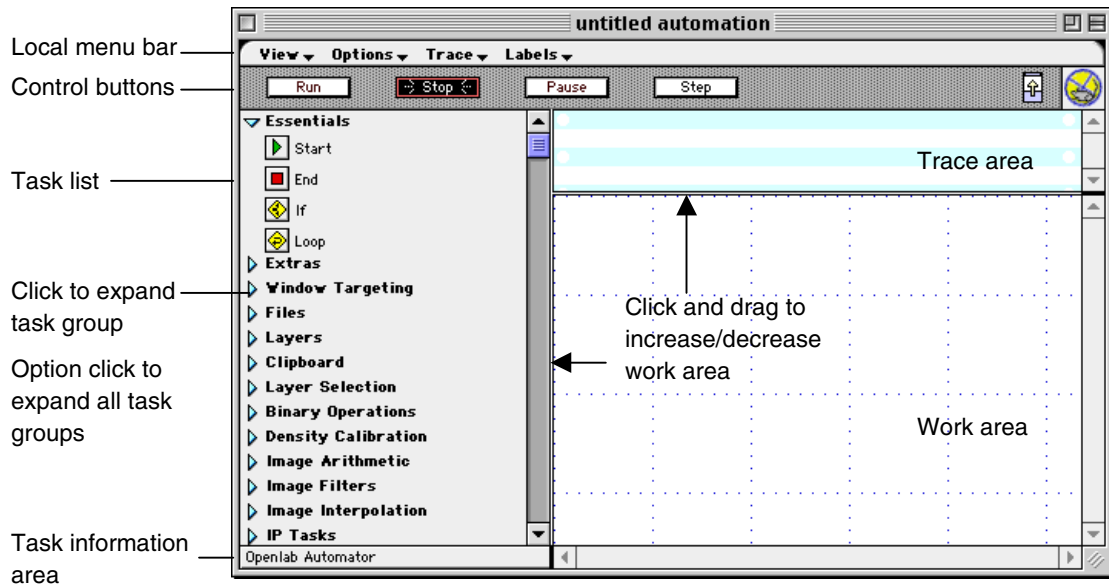 untitled automation
Local menu bar
View Options Trace Labels
Control buttons
Run Stop Pause Step
Essentials
Start
Task list
End
If
Loop
Extras
Click to expand
task group
Window Targeting
Files
Layers
Option click to
expand all task
groups
Clipboard
Layer Selection
Binary Operations
Density Calibration
Image Arithmetic
Image Filters
Image Interpolation
IP Tasks
Task information
area
Openlab Automator
Trace area
Click and drag to
increase/decrease
work area
Work area